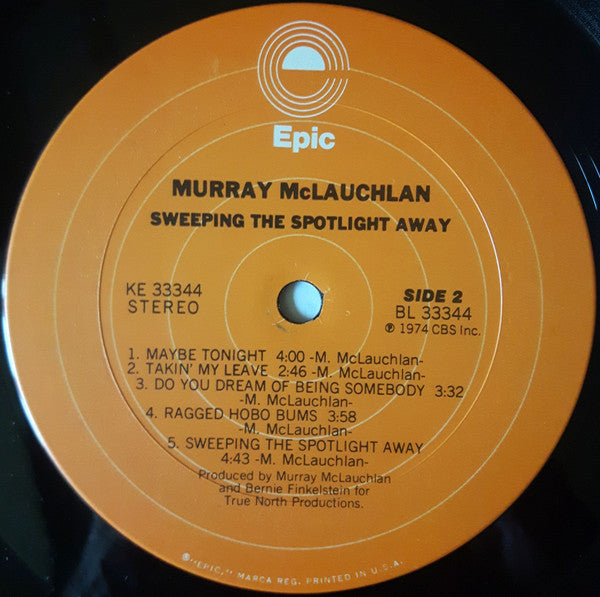 Epic
MURRAY McLAUCHLAN
SWEEPING THE SPOTLIGHT AWAY
KE 33344
STEREO
SIDE 2
BL 33344
℗ 1974 CBS Inc.
1. MAYBE TONIGHT 4:00 -M. McLauchlan-
2. TAKIN' MY LEAVE 2:46 -M. McLauchlan-
3. DO YOU DREAM OF BEING SOMEBODY 3:32
-M. McLauchlan-
4. RAGGED HOBO BUMS 3:58
-M. McLauchlan-
5. SWEEPING THE SPOTLIGHT AWAY
4:43 -M. McLauchlan-
Produced by Murray McLauchlan
and Bernie Finkelstein for
True North Productions.
®"EPIC," MARCA REG. PRINTED IN U.S.A.